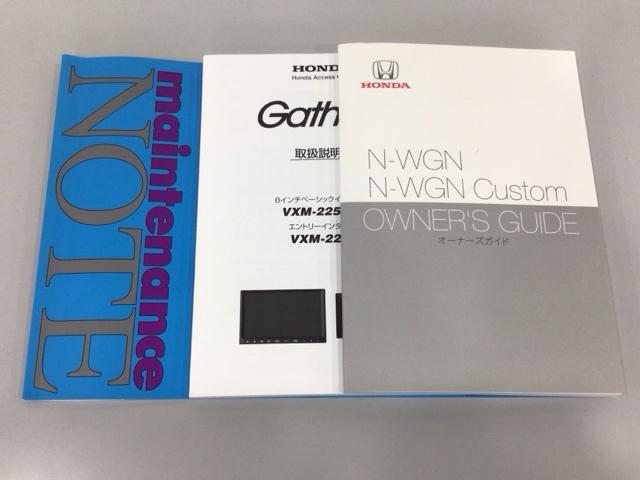 maintenance
NOTE
HOND
Honda Access
Gath
取扱説明
8インチベーシックイ
VXM-225
エントリーインタ
VXM-22
HONDA
N-WGN
N-WGN Custom
OWNER'S GUIDE
オーナーズガイド